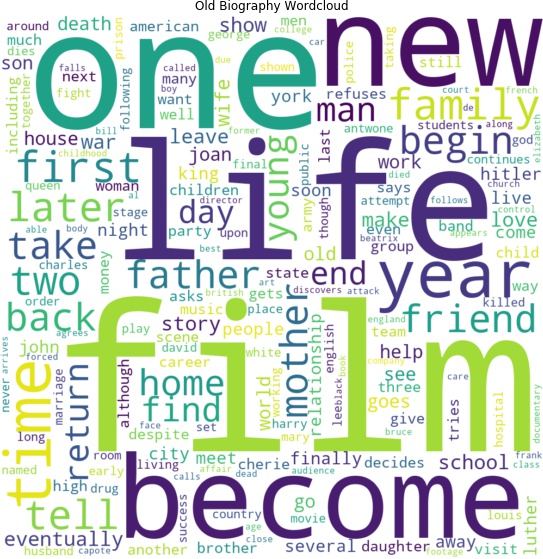 Old Biography Wordcloud
around death american show men college new
much dies one george car police taking still
son next prison falls fight called boy many due shown
including together following want well wife york refuses man family court french de
house war bill leave joan last students along god elizabeth
first childhood former final king young public though antwone begin continues
queen woman children soon work hitler church
later al stage life army says died live
able body director day upon party follows attempt even band control love
take night best beatrix make group appears come
charles money father old state end year child
two order art discovers attack killed way
back agrees british asks gets place mother england friend
john play music story people relationship english team
never arrives forced scene film david white book company
time marriage although career world working leeblack help see three care hospital documentary
return home find harry goes give tries bruce
long despite face set mary
named early room living city affair meet cherie finally decides school frank class
high drug calls dead audience
tell success become go movie louis luther
eventually country age close several away visit
husband capote another brother daughter footage